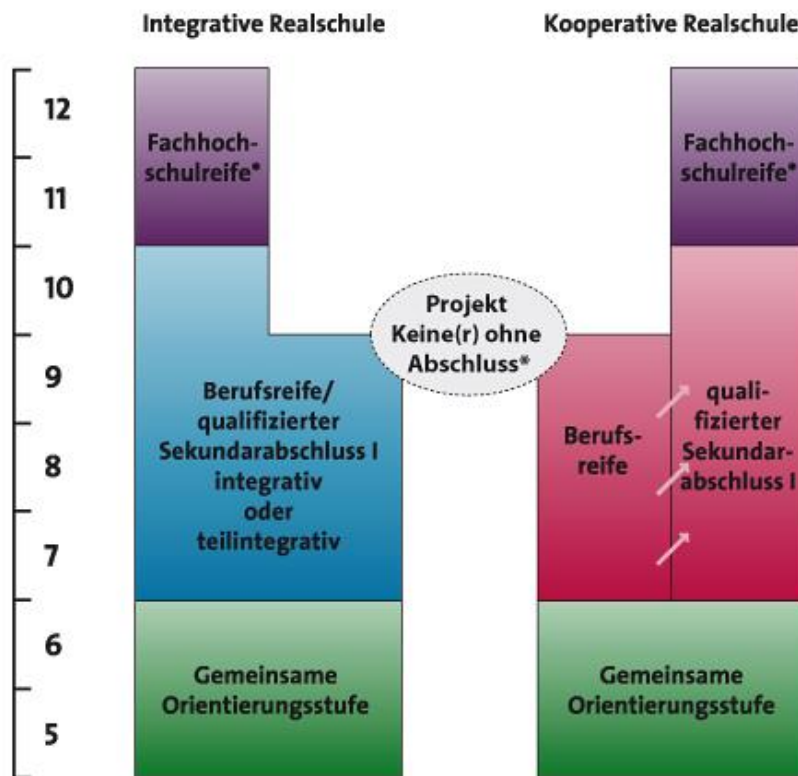 Integrative Realschule
Kooperative Realschule
12
11
10
9
8
7
6
5
Fachhoch-
schulreife*
Fachhoch-
schulreife*
Projekt
Keine(r) ohne
Abschluss*
Berufsreife/
qualifizierter
Sekundarabschluss I
integrativ
oder
teilintegrativ
Berufs-
reife
quali-
fizierter
Sekundar-
abschluss I
Gemeinsame
Orientierungsstufe
Gemeinsame
Orientierungsstufe